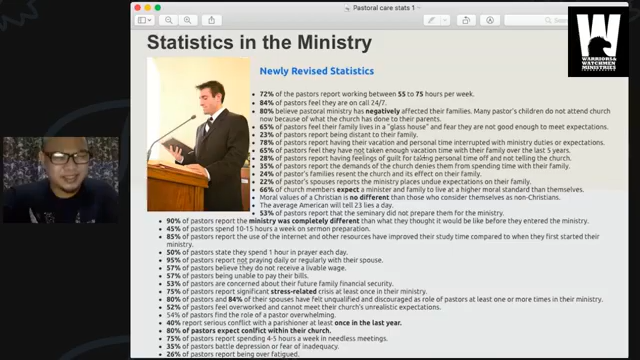 Pastoral care stats 1
Search
Statistics in the Ministry
WARRIORS &
WATCHMEN
MINISTRIES
Newly Revised Statistics
72% of the pastors report working between 55 to 75 hours per week.
84% of pastors feel they are on call 24/7.
80% believe pastoral ministry has negatively affected their families. Many pastor's children do not attend church
now because of what the church has done to their parents.
65% of pastors feel their family lives in a "glass house" and fear they are not good enough to meet expectations.
23% of pastors report being distant to their family.
78% of pastors report having their vacation and personal time interrupted with ministry duties or expectations.
65% of pastors feel they have not taken enough vacation time with their family over the last 5 years.
28% of pastors report having feelings of guilt for taking personal time off and not telling the church.
35% of pastors report the demands of the church denies them from spending time with their family.
24% of pastor's families resent the church and its effect on their family.
22% of pastor's spouses reports the ministry places undue expectations on their family.
66% of church members expect a minister and family to live at a higher moral standard than themselves.
Moral values of a Christian is no different than those who consider themselves as non-Christians.
The average American will tell 23 lies a day.
53% of pastors report that the seminary did not prepare them for the ministry.
90% of pastors report the ministry was completely different than what they thought it would be like before they entered the ministry.
45% of pastors spend 10-15 hours a week on sermon preparation.
85% of pastors report the use of the internet and other resources have improved their study time compared to when they first started their
ministry.
50% of pastors state they spend 1 hour in prayer each day.
95% of pastors report not praying daily or regularly with their spouse.
57% of pastors believe they do not receive a livable wage.
57% of pastors being unable to pay their bills.
53% of pastors are concerned about their future family financial security.
75% of pastors report significant stress-related crisis at least once in their ministry.
80% of pastors and 84% of their spouses have felt unqualified and discouraged as role of pastors at least one or more times in their ministry.
52% of pastors feel overworked and cannot meet their church's unrealistic expectations.
54% of pastors find the role of a pastor overwhelming.
40% report serious conflict with a parishioner at least once in the last year.
80% of pastors expect conflict within their church.
75% of pastors report spending 4-5 hours a week in needless meetings.
35% of pastors battle depression or fear of inadequacy.
26% of pastors report being over fatigued.